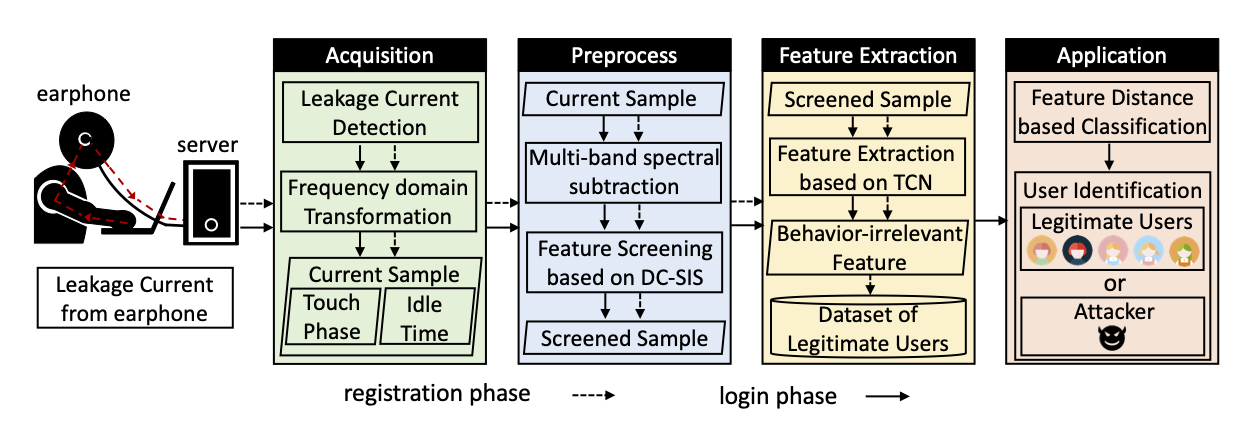 earphone
server
Leakage Current
from earphone
Acquisition
Leakage Current
Detection
Frequency domain
Transformation
Current Sample
Touch
Phase
Idle
Time
Preprocess
Current Sample
Multi-band spectral
subtraction
Feature Screening
based on DC-SIS
Screened Sample
Feature Extraction
Screened Sample
Feature Extraction
based on TCN
Behavior-irrelevant
Feature
Dataset of
Legitimate Users
Application
Feature Distance
based Classification
User Identification
Legitimate Users
or
Attacker
registration phase
login phase